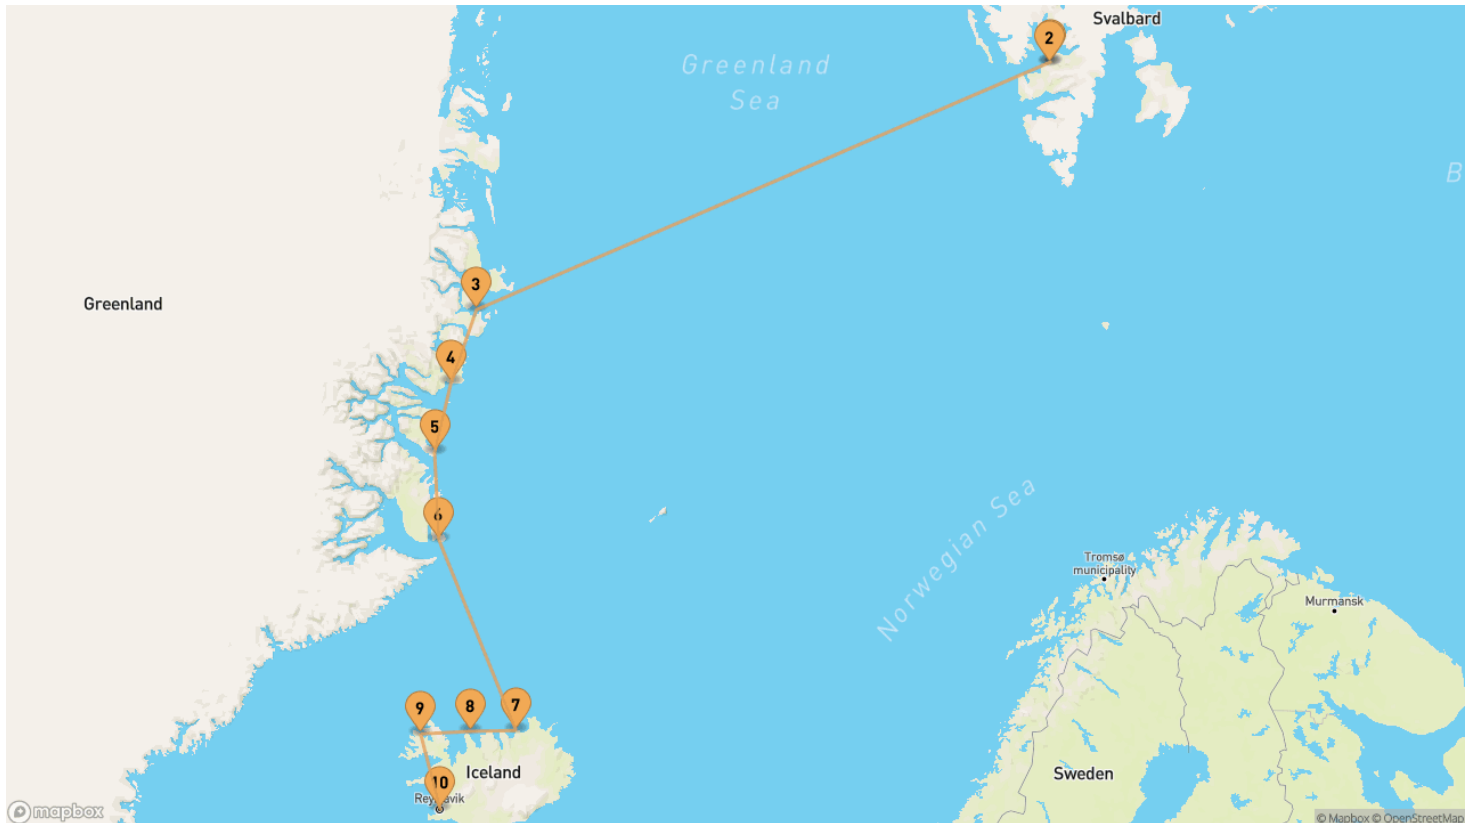 Svalbard
2
Greenland
Sea
B
3
Greenland
4
5
6
Norwegian Sea
Tromsø
municipality
Murmansk
9
8
7
Iceland
10
Sweden
mapbox
© Mapbox © OpenStreetMap